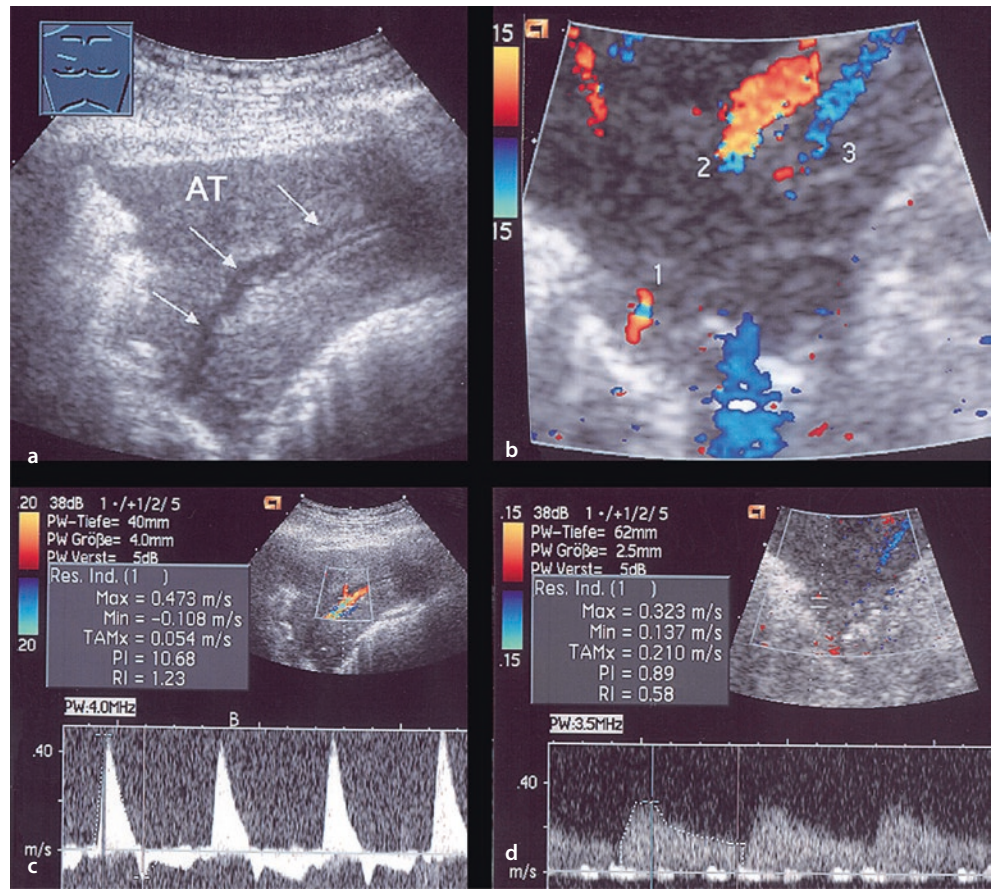 AT
a
15
15
1
2
3
b
.20
38dB 1 •/+1/2/ 5
PW-Tiefe= 40mm
PW Größe= 4.0mm
PW Verst= 5dB
Res. Ind. (1 )
Max = 0.473 m/s
Min = -0.108 m/s
TAMx = 0.054 m/s
PI = 10.68
RI = 1.23
.20
PW:4.0MHz
B
.40
m/s
c
.15
38dB 1 •/+1/2/ 5
PW-Tiefe= 62mm
PW Größe= 2.5mm
PW Verst= 5dB
Res. Ind. (1 )
Max = 0.323 m/s
Min = 0.137 m/s
TAMx = 0.210 m/s
PI = 0.89
RI = 0.58
.15
PW:3.5MHz
.40
m/s
d